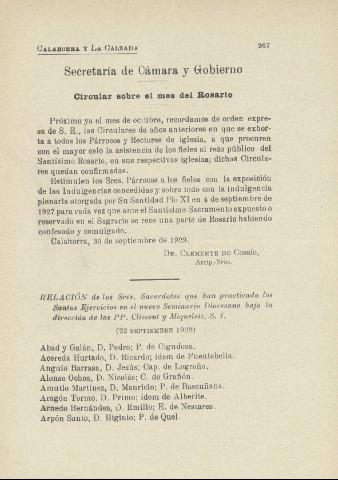 CALAHORRA Y LA CALZADA 267
Secretaría de Cámara y Gobierno
Circular sobre el mes del Rosario
Próximo ya el mes de octubre, recordamos de orden expre-
sa de S. E., las Circulares de años anteriores en que se exhor-
ta a todos los Párrocos y Rectores de iglesia, a que procuren
con el mayor celo la asistencia de los fieles al rezo público del
Santísimo Rosario, en sus respectivas iglesias; dichas Circula-
res quedan confirmadas.
Estimulen los Sres. Párrocos a los fieles con la exposición
de las Indulgencias concedidas y sobre todo con la indulgencia
plenaria otorgada por Su Santidad Pío XI en 4 de septiembre de
1927 para cada vez que ante el Santísimo Sacramento expuesto o
reservado en el Sagrario se rece una parte de Rosario habiendo
confesado y comulgado.
Calahorra, 30 de septiembre de 1929.
DR. CLEMENTE DE COSSÍO,
Arcip.-Srio.
RELACIÓN de los Sres. Sacerdotes que han practicado los
Santos Ejercicios en el nuevo Seminario Diocesano bajo la
dirección de los PP. Climent y Miqueleiz, S. I.
(22 SEPTIEMBRE 1929)
Abad y Galán, D. Pedro; P. de Cigudosa.
Acereda Hurtado, D. Ricardo; ídem de Fuentebella.
Angulo Barrasa, D. Jesús; Cap. de Logroño.
Alonso Ochoa, D. Nicolás; C. de Grañón.
Amutio Martínez, D. Mauricio; P. de Bascuñana.
Aragón Tormo, D. Primo; ídem de Alberite.
Arnedo Hernández, D. Emilio; E. de Nestares.
Arpón Santo, D. Higinio; P. de Quel.